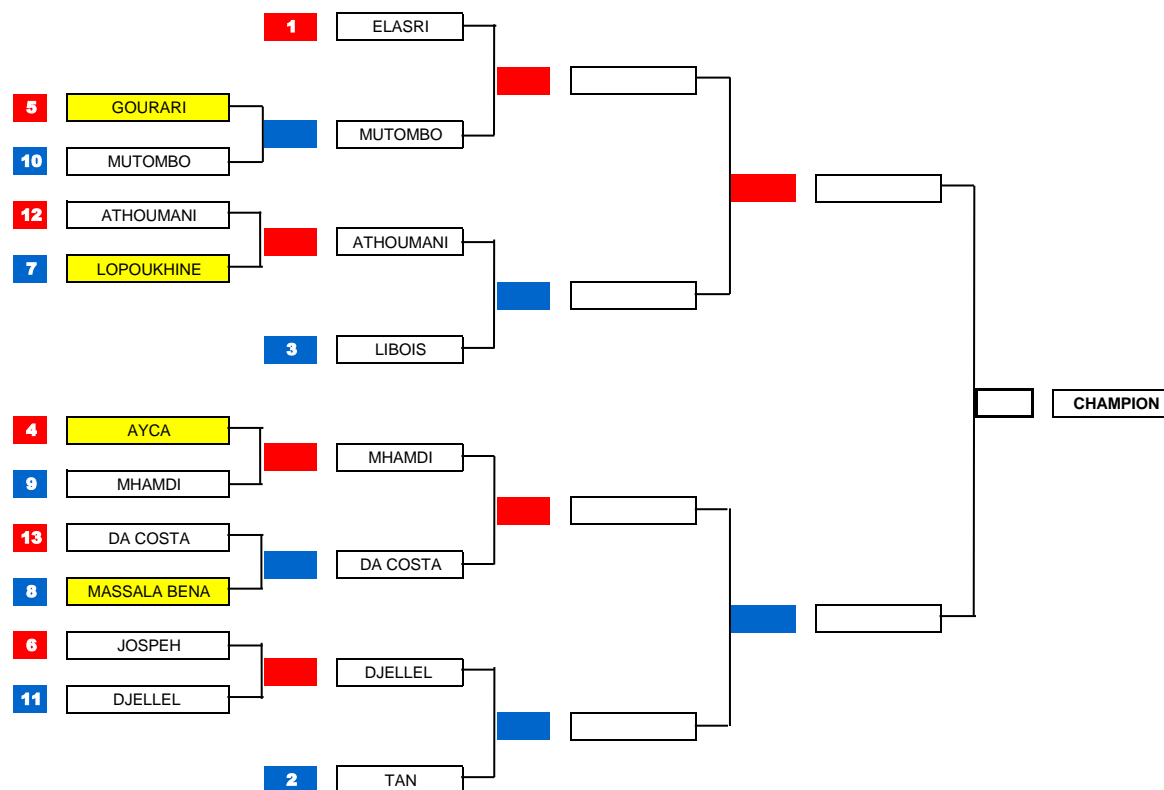 1 ELASRI
5 GOURARI
10 MUTOMBO
MUTOMBO
12 ATHOUMANI
7 LOPOUKHINE
ATHOUMANI
3 LIBOIS
4 AYCA
9 MHAMDI
MHAMDI
CHAMPION
13 DA COSTA
8 MASSALA BENA
DA COSTA
6 JOSPEH
11 DJELLEL
DJELLEL
2 TAN